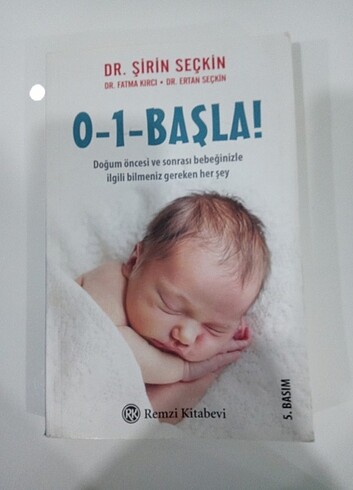 DR. ŞİRİN SEÇKİN
DR. FATMA KIRCI • DR. ERTAN SEÇKİN
0-1-BAŞLA!
Doğum öncesi ve sonrası bebeğinizle
ilgili bilmeniz gereken her şey
RK Remzi Kitabevi
5. BASIM